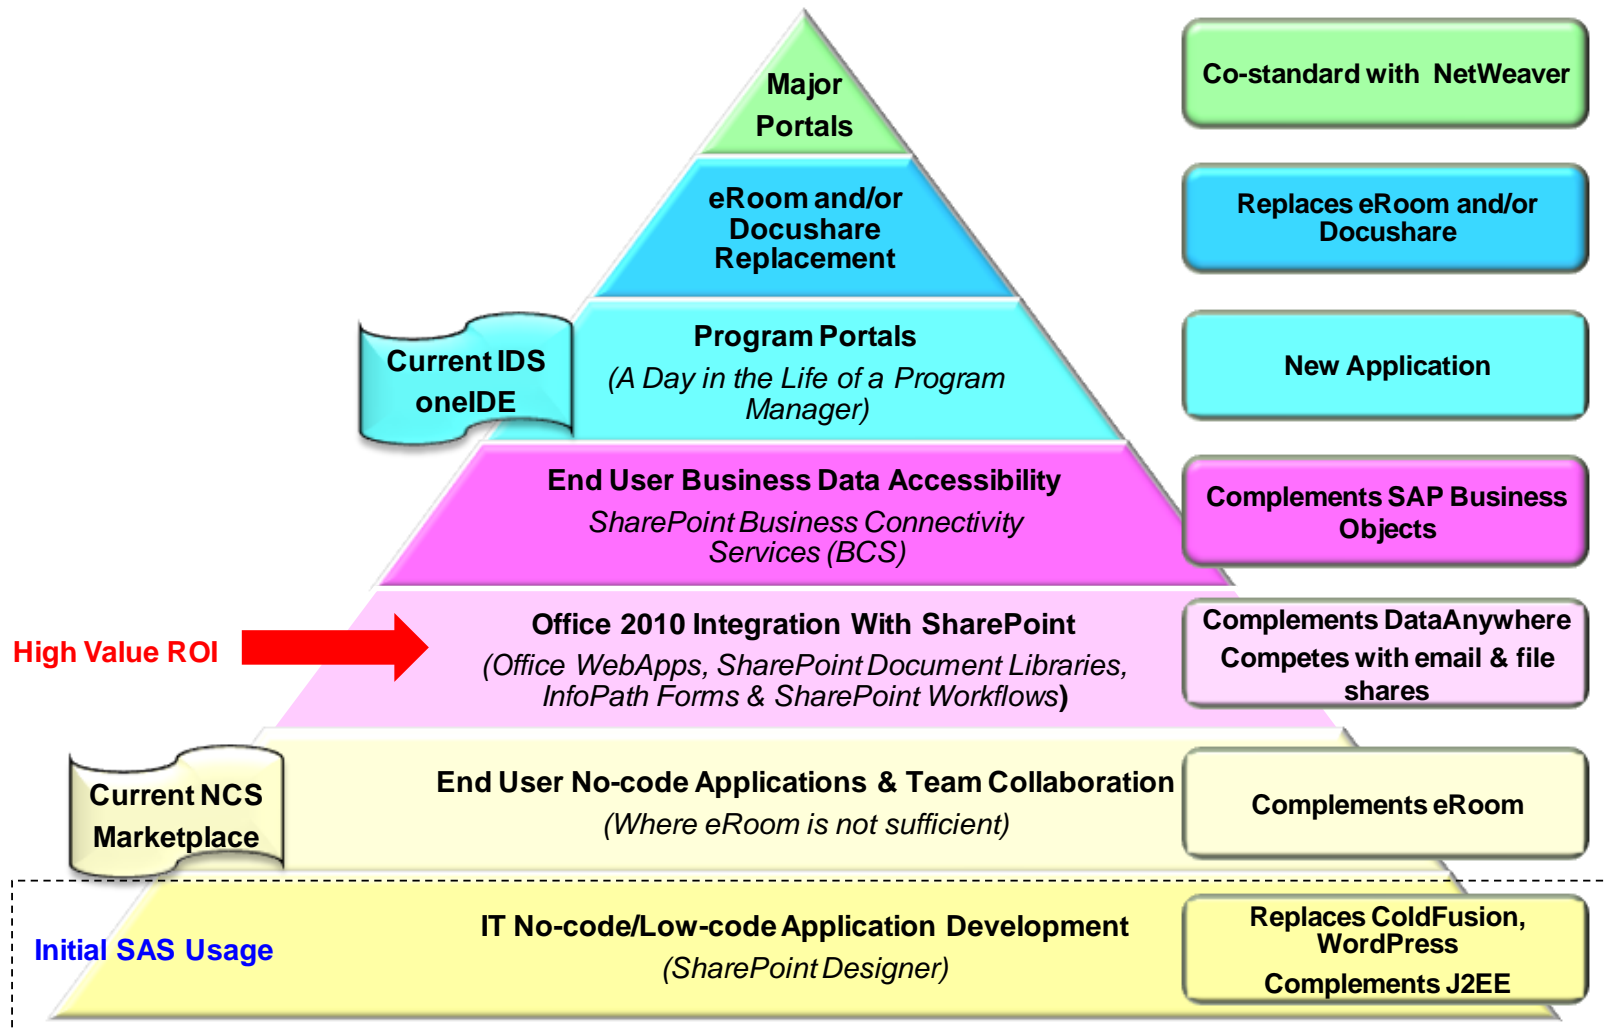 Major
Portals
Co-standard with NetWeaver
eRoom and/or
Docushare
Replacement
Replaces eRoom and/or
Docushare
Current IDS
oneIDE
Program Portals
(A Day in the Life of a Program
Manager)
New Application
End User Business Data Accessibility
SharePoint Business Connectivity
Services (BCS)
Complements SAP Business
Objects
High Value ROI
Office 2010 Integration With SharePoint
(Office WebApps, SharePoint Document Libraries,
InfoPath Forms & SharePoint Workflows)
Complements DataAnywhere
Competes with email & file
shares
Current NCS
Marketplace
End User No-code Applications & Team Collaboration
(Where eRoom is not sufficient)
Complements eRoom
Initial SAS Usage
IT No-code/Low-code Application Development
(SharePoint Designer)
Replaces ColdFusion,
WordPress
Complements J2EE